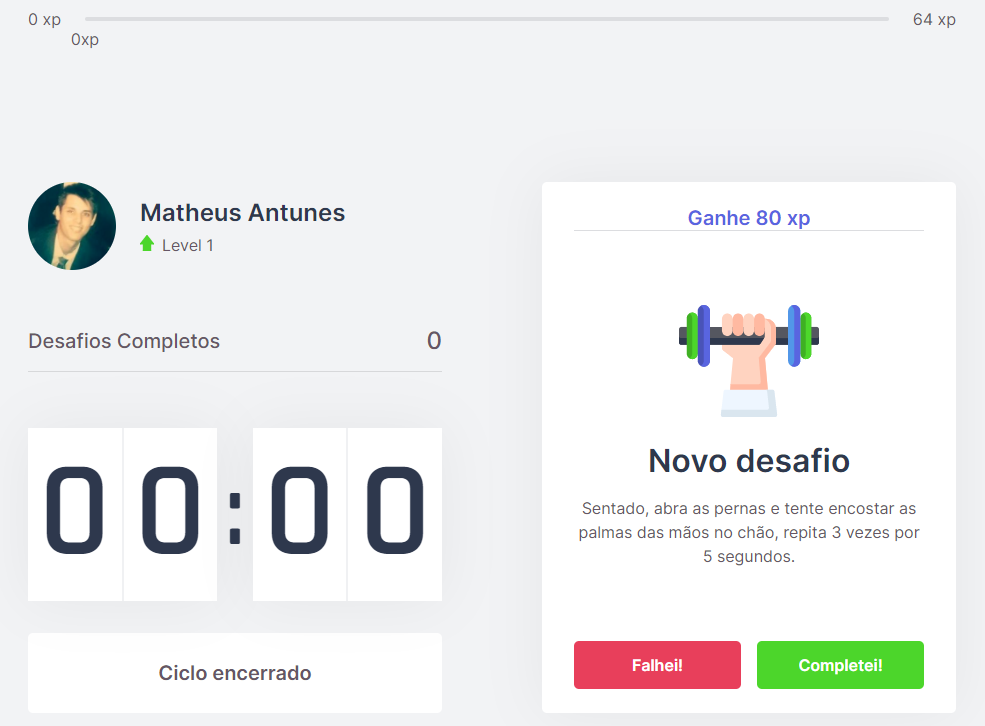 0 xp
64 xp
0xp
Matheus Antunes
Level 1
Desafios Completos
0
00:00
Ciclo encerrado
Ganhe 80 xp
Novo desafio
Sentado, abra as pernas e tente encostar as
palmas das mãos no chão, repita 3 vezes por
5 segundos.
Falhei!
Completei!